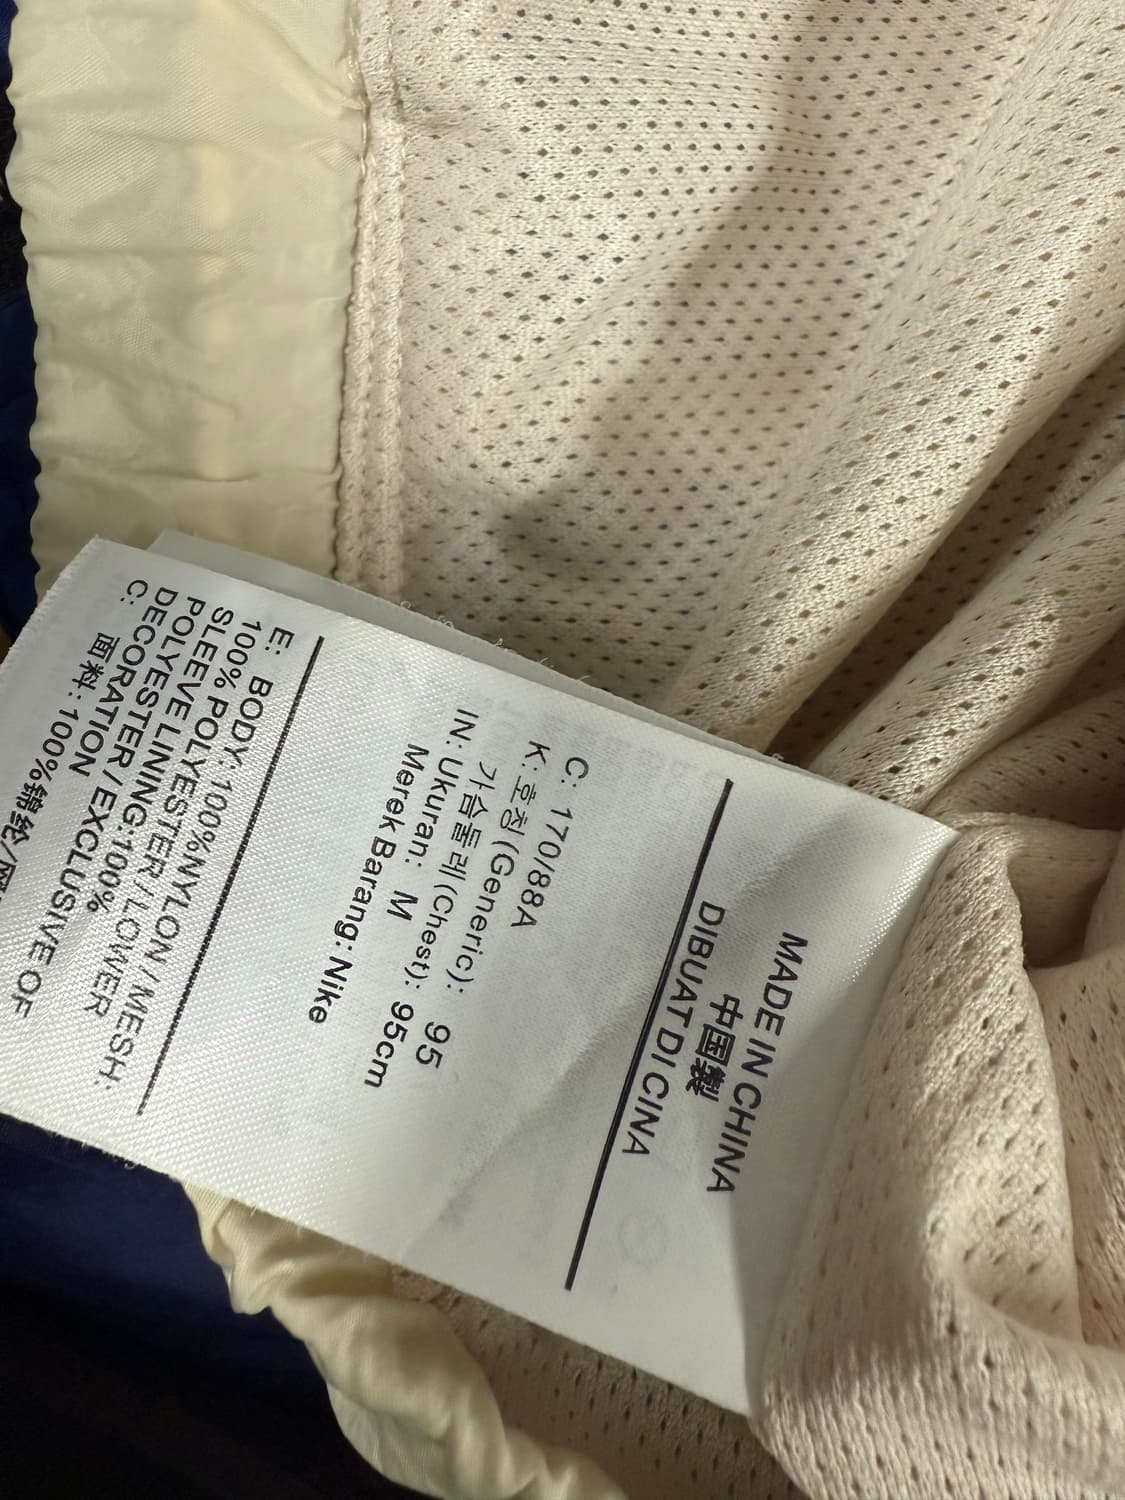 MADE IN CHINA
中国製
DIBUAT DI CINA
C: 170/88A
K: 호칭(Generic): 95
가슴둘레(Chest): 95cm
IN: Ukuran: M
Merek Barang: Nike
E: BODY: 100% NYLON / MESH:
100% POLYESTER / LOWER
SLEEVE LINING: 100%
POLYESTER / EXCLUSIVE OF
DECORATION
C: 面料: 100%锦纶/网